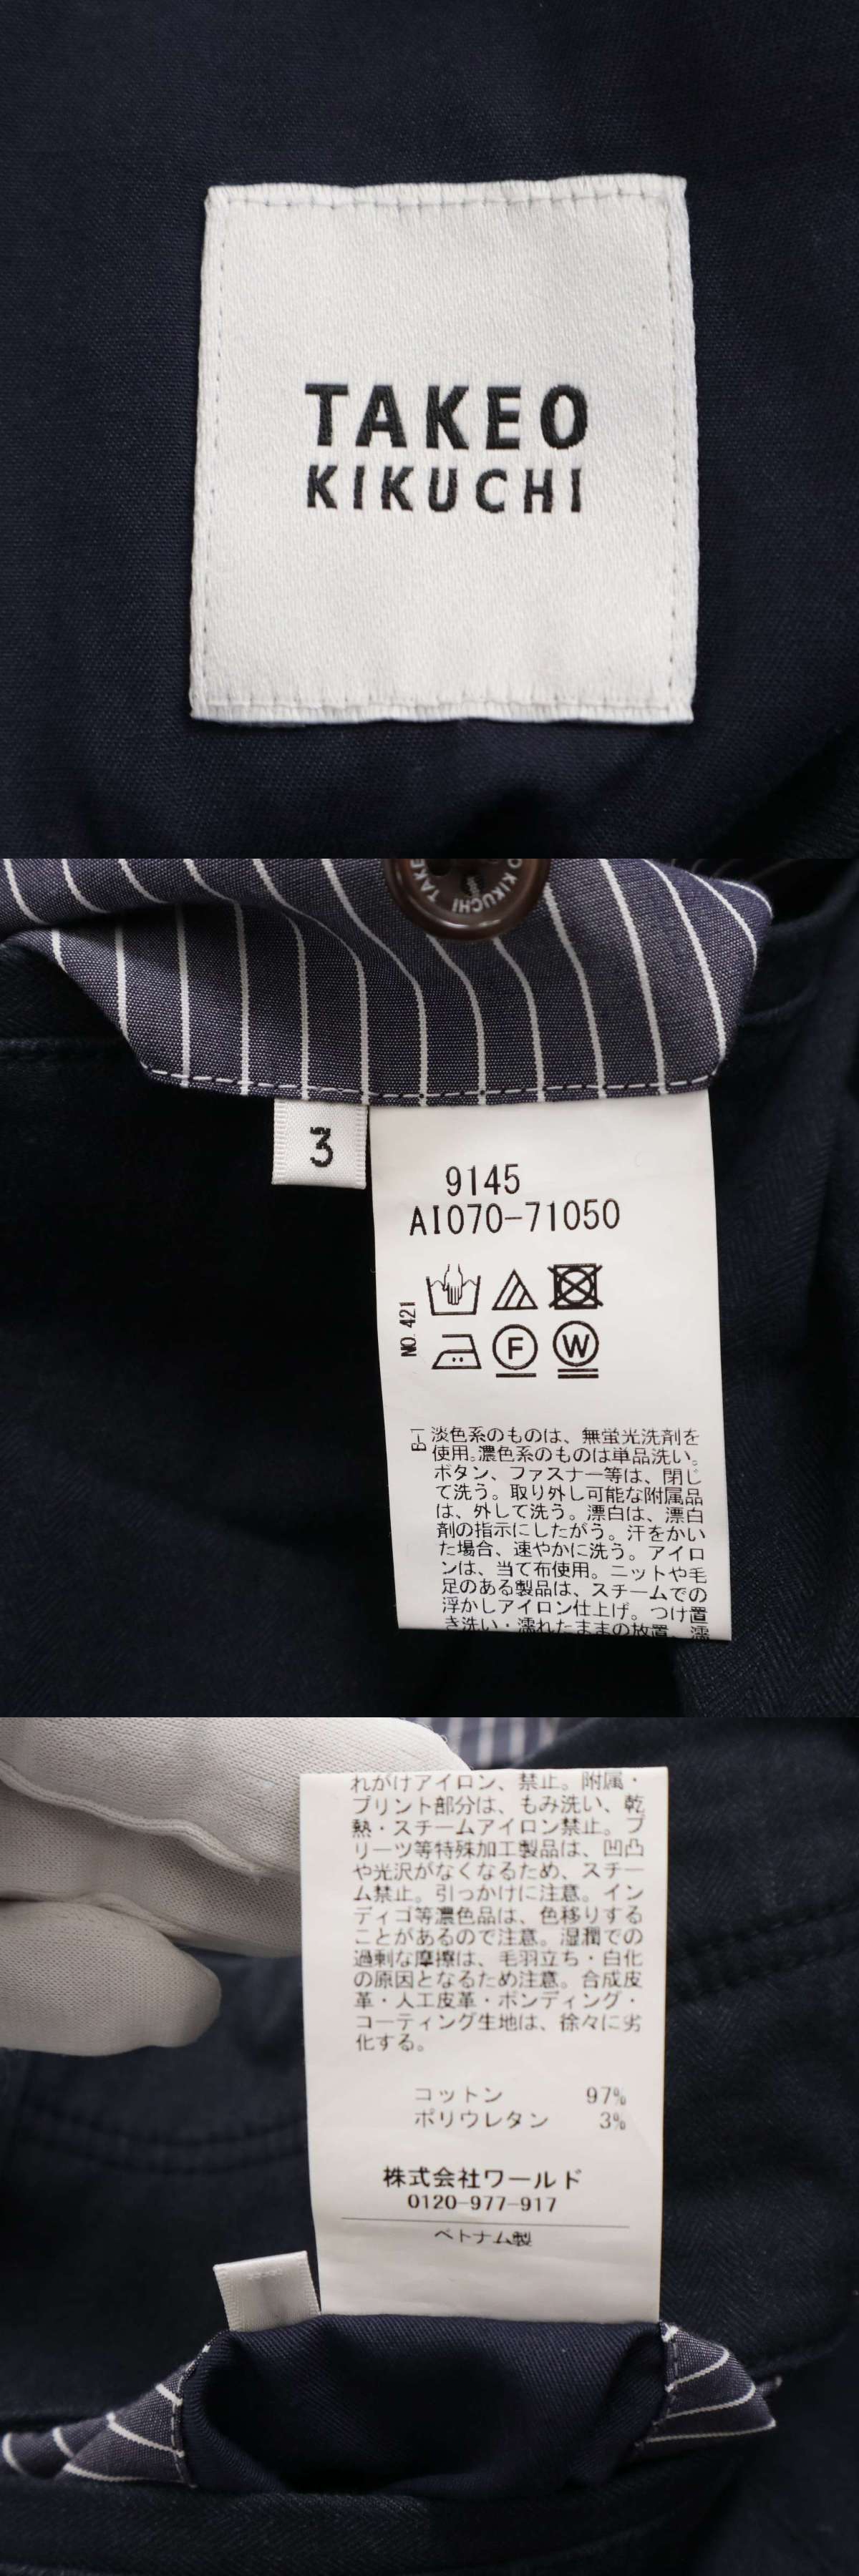 TAKEO
KIKUCHI
TAKE
O KIKUCHI
3
9145
AI070-71050
NO.421
F
W
B-1
淡色系のものは、無蛍光洗剤を
使用。濃色系のものは単品洗い。
ボタン、ファスナー等は、閉じ
て洗う。取り外し可能な附属品
は、外して洗う。漂白は、漂白
剤の指示にしたがう。汗をかい
た場合、速やかに洗う。アイロ
ンは、当て布使用。ニットや毛
足のある製品は、スチームでの
浮かしアイロン仕上げ。つけ置
き洗い・濡れたままの放置、濡
れがけアイロン、禁止。附属・
プリント部分は、もみ洗い、乾
熱・スチームアイロン禁止。プ
リーツ等特殊加工製品は、凹凸
や光沢がなくなるため、スチー
ム禁止。引っかけに注意。イン
ディゴ等濃色品は、色移りする
ことがあるので注意。湿潤での
過剰な摩擦は、毛羽立ち・白化
の原因となるため注意。合成皮
革・人工皮革・ボンディング・
コーティング生地は、徐々に劣
化する。
コットン 97%
ポリウレタン 3%
株式会社ワールド
0120-977-917
ベトナム製